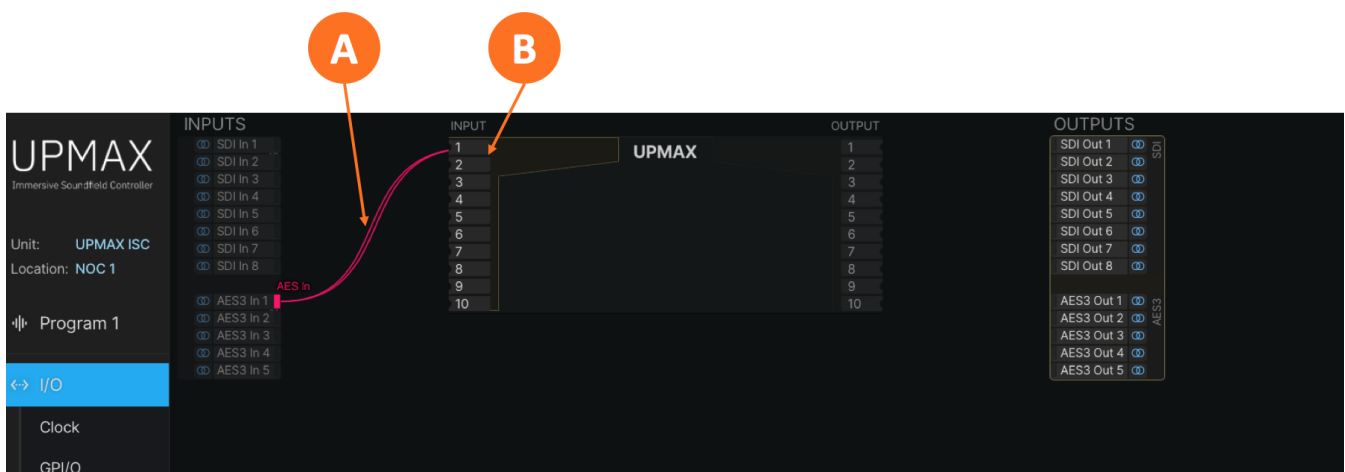 A
B
UPMAX
Immersive Soundfield Controller
Unit: UPMAX ISC
Location: NOC 1
Program 1
I/O
Clock
GPI/O
INPUTS
SDI In 1
SDI In 2
SDI In 3
SDI In 4
SDI In 5
SDI In 6
SDI In 7
SDI In 8
AES In
AES3 In 1
AES3 In 2
AES3 In 3
AES3 In 4
AES3 In 5
INPUT
1
2
3
4
5
6
7
8
9
10
UPMAX
OUTPUT
1
2
3
4
5
6
7
8
9
10
OUTPUTS
SDI Out 1
SDI Out 2
SDI Out 3
SDI Out 4
SDI Out 5
SDI Out 6
SDI Out 7
SDI Out 8
SDI
AES3 Out 1
AES3 Out 2
AES3 Out 3
AES3 Out 4
AES3 Out 5
AES3